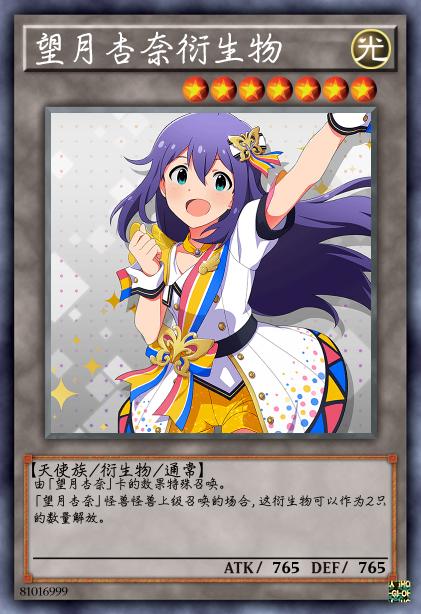 望月杏奈衍生物
光
【天使族/衍生物/通常】
由「望月杏奈」卡的效果特殊召唤。
「望月杏奈」怪兽怪兽上级召唤的场合,这衍生物可以作为2只
的数量解放。
ATK/ 765 DEF/ 765
81016999